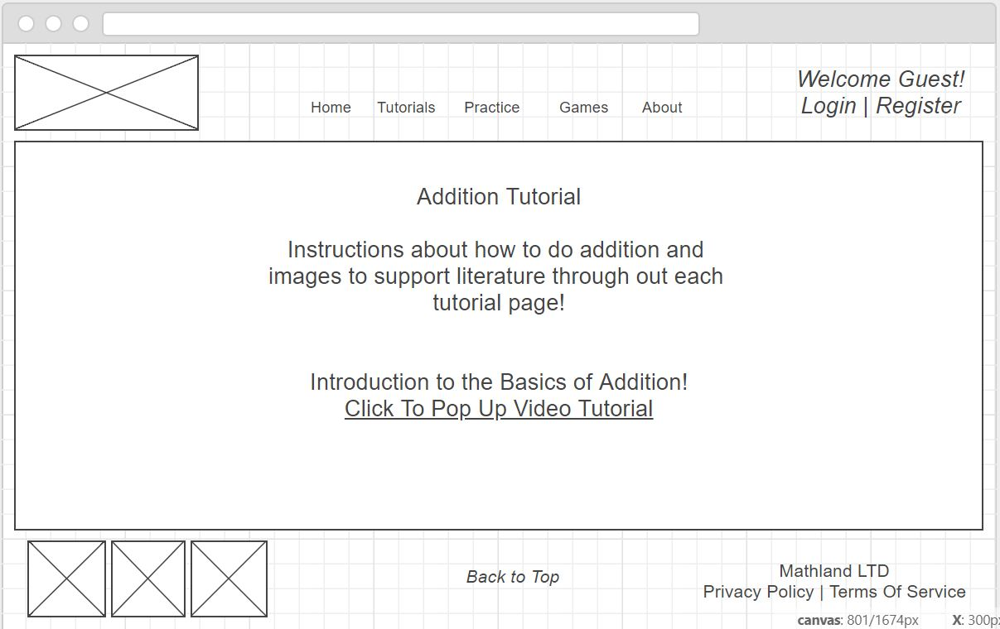 Welcome Guest!
Login | Register
Home Tutorials Practice Games About
Addition Tutorial
Instructions about how to do addition and
images to support literature through out each
tutorial page!
Introduction to the Basics of Addition!
Click To Pop Up Video Tutorial
Back to Top
Mathland LTD
Privacy Policy | Terms Of Service
canvas: 801/1674px X: 300p